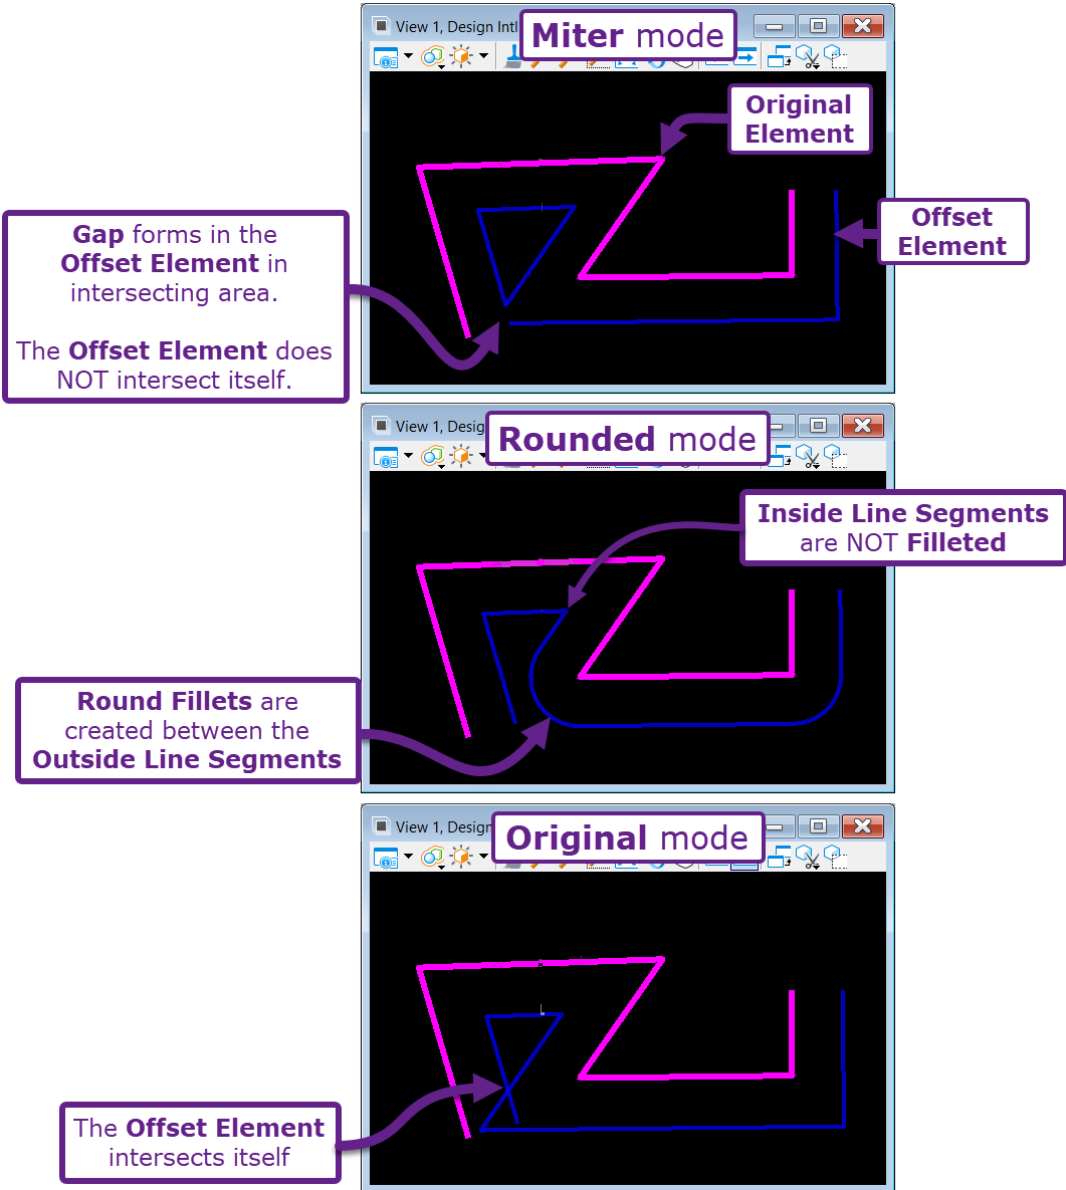 View 1, Design Intl
Miter mode
Original
Element
Offset
Element
Gap forms in the
Offset Element in
intersecting area.
The Offset Element does
NOT intersect itself.
View 1, Desig
Rounded mode
Inside Line Segments
are NOT Filleted
Round Fillets are
created between the
Outside Line Segments
View 1, Design
Original mode
The Offset Element
intersects itself